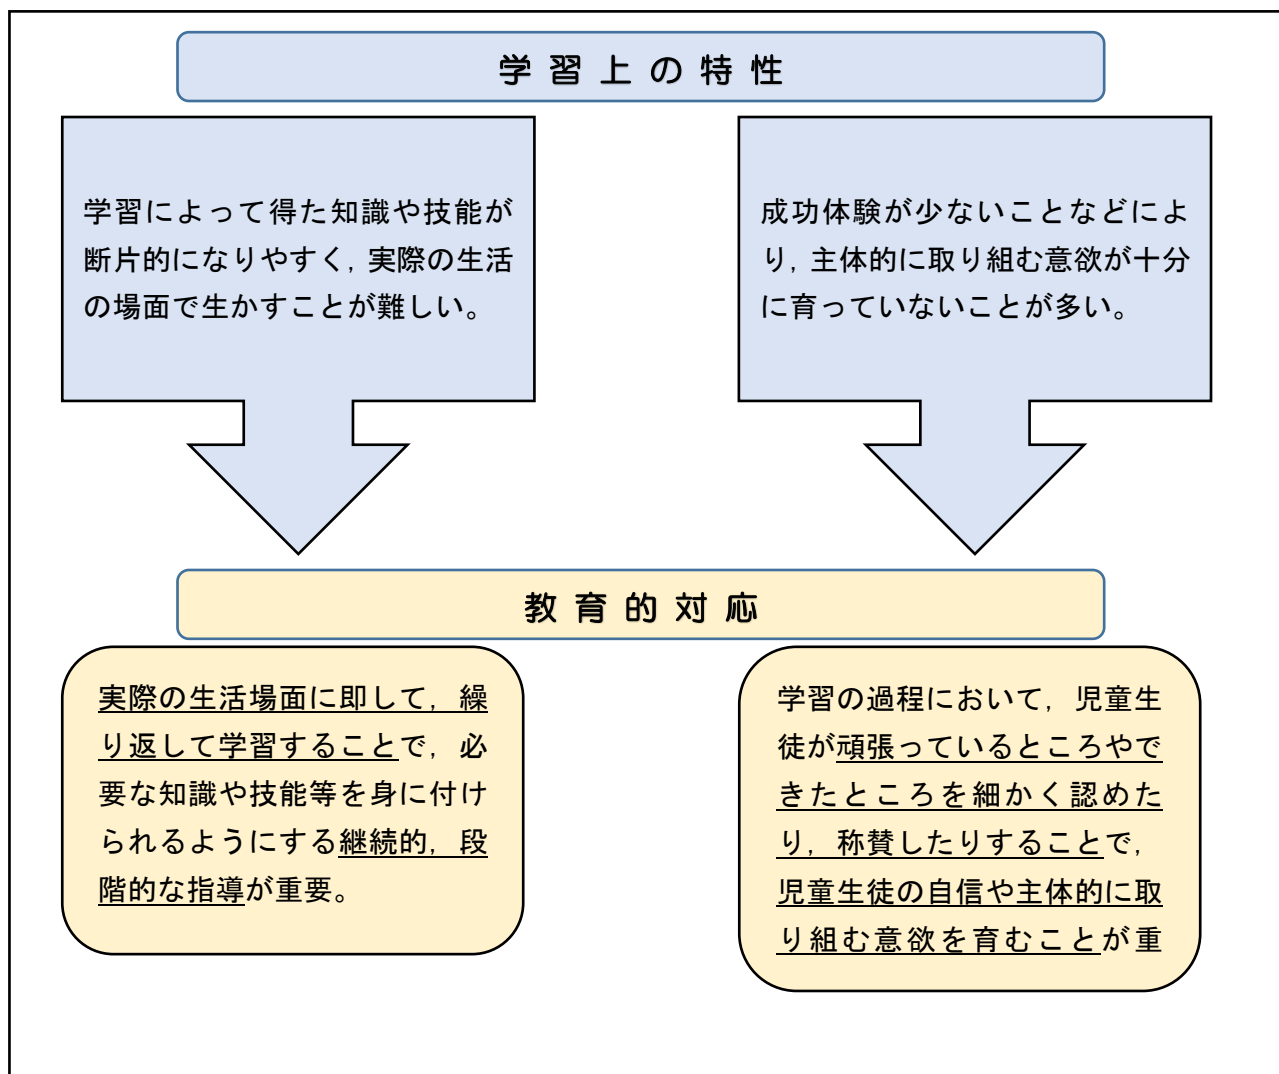 学習上の特性
学習によって得た知識や技能が
断片的になりやすく，実際の生活
の場面で生かすことが難しい。
成功体験が少ないことなどによ
り，主体的に取り組む意欲が十分
に育っていないことが多い。
教育的対応
実際の生活場面に即して，繰
り返して学習することで，必
要な知識や技能等を身に付け
られるようにする継続的，段
階的な指導が重要。
学習の過程において，児童生
徒が頑張っているところやで
きたところを細かく認めた
り，称賛したりすることで，
児童生徒の自信や主体的に取
り組む意欲を育むことが重